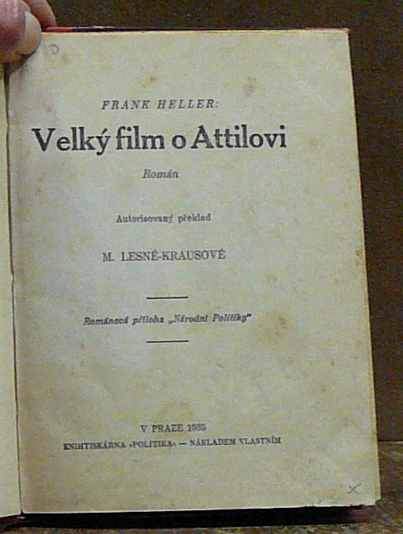 FRANK HELLER:
Velký film o Attilovi
Román
Autorisovaný překlad
M. LESNÉ-KRAUSOVÉ
Románová příloha „Národní Politiky“
V PRAZE 1935
KNIHTISKÁRNA »POLITIKA« — NÁKLADEM VLASTNÍM